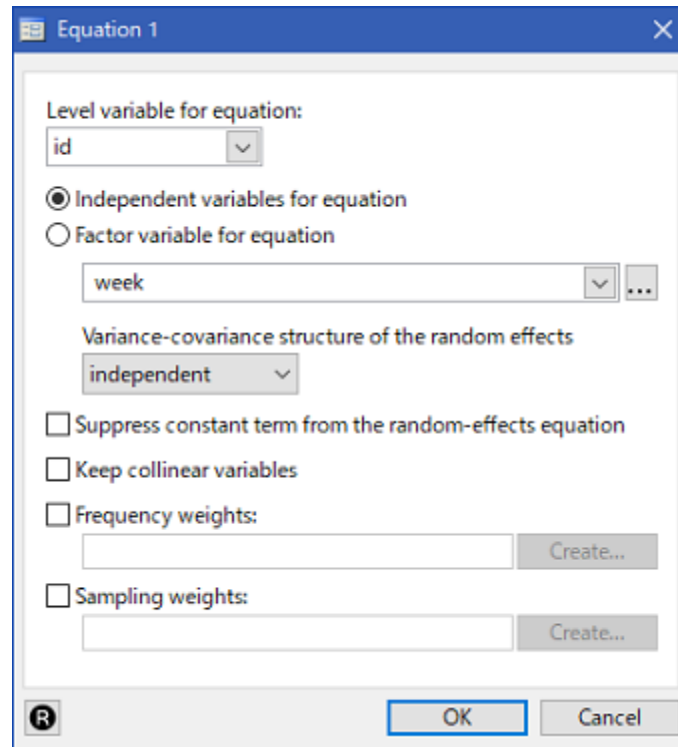 Equation 1
Level variable for equation:
id
Independent variables for equation
Factor variable for equation
week
...
Variance-covariance structure of the random effects
independent
Suppress constant term from the random-effects equation
Keep collinear variables
Frequency weights:
Create...
Sampling weights:
Create...
R
OK
Cancel